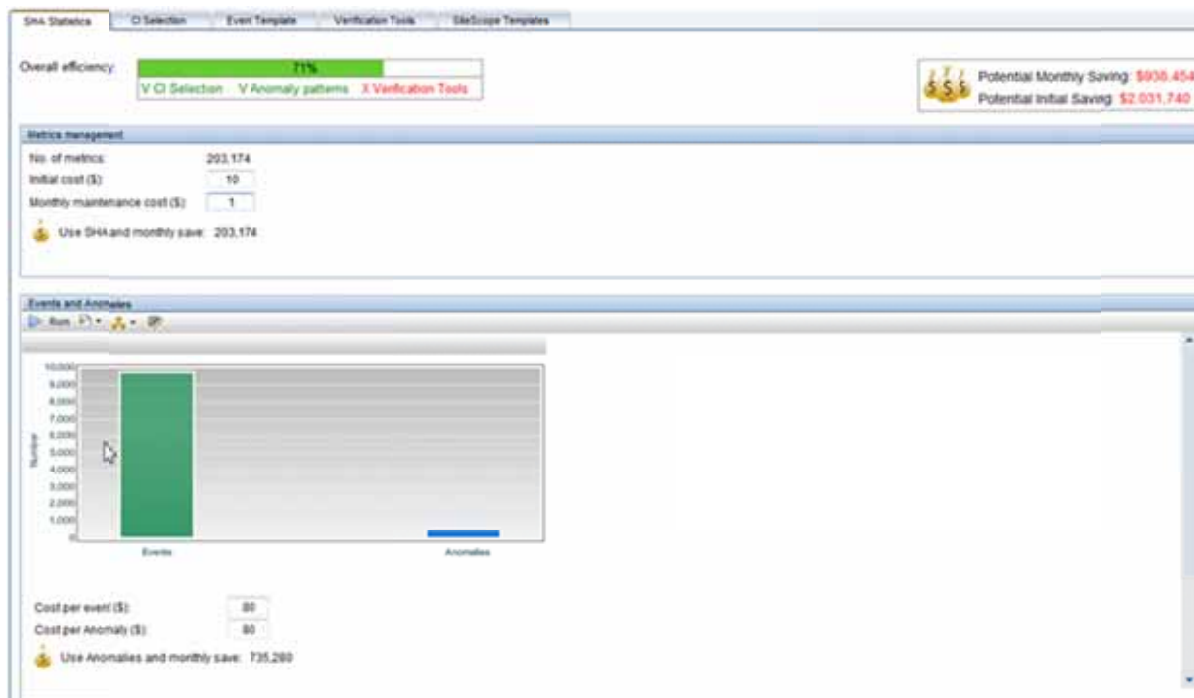 SHA Statistics CI Selection Event Template Verification Tools SiteScope Templates
Overall efficiency: 71%
V CI Selection V Anomaly patterns X Verification Tools
Potential Monthly Saving: $938,454
Potential Initial Saving: $2,031,740
Metrics management
No. of metrics: 203,174
Initial cost ($): 10
Monthly maintenance cost ($): 1
Use SHA and monthly save: 203,174
Events and Anomalies
Run
10,000
9,000
8,000
7,000
6,000
5,000
4,000
3,000
2,000
1,000
0
Number
Events Anomalies
Cost per event ($): 80
Cost per Anomaly ($): 80
Use Anomalies and monthly save: 735,280